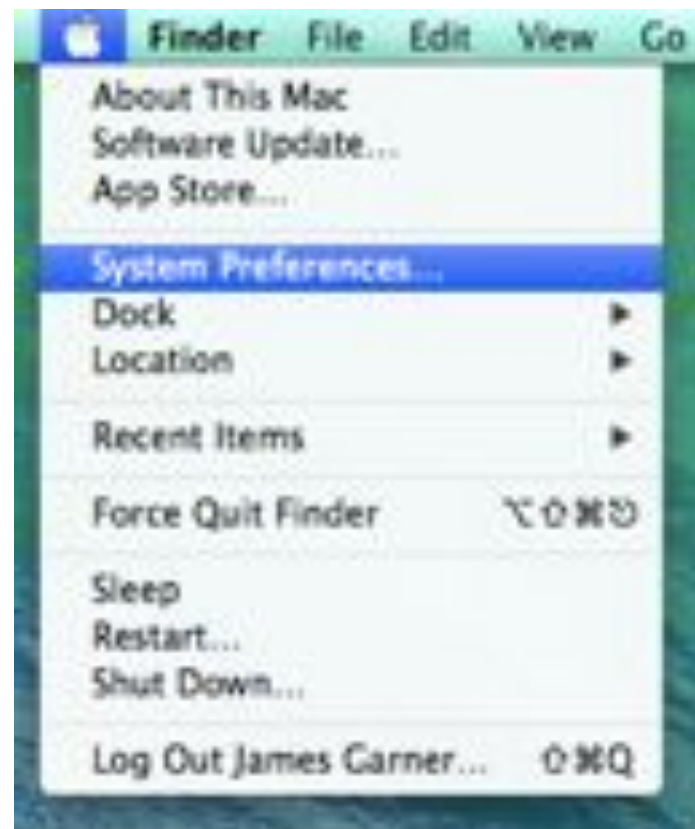 Finder File Edit View Go
About This Mac
Software Update...
App Store...
System Preferences...
Dock ▶
Location ▶
Recent Items ▶
Force Quit Finder ⌥⇧⌘⎋
Sleep
Restart...
Shut Down...
Log Out James Garner... ⇧⌘Q